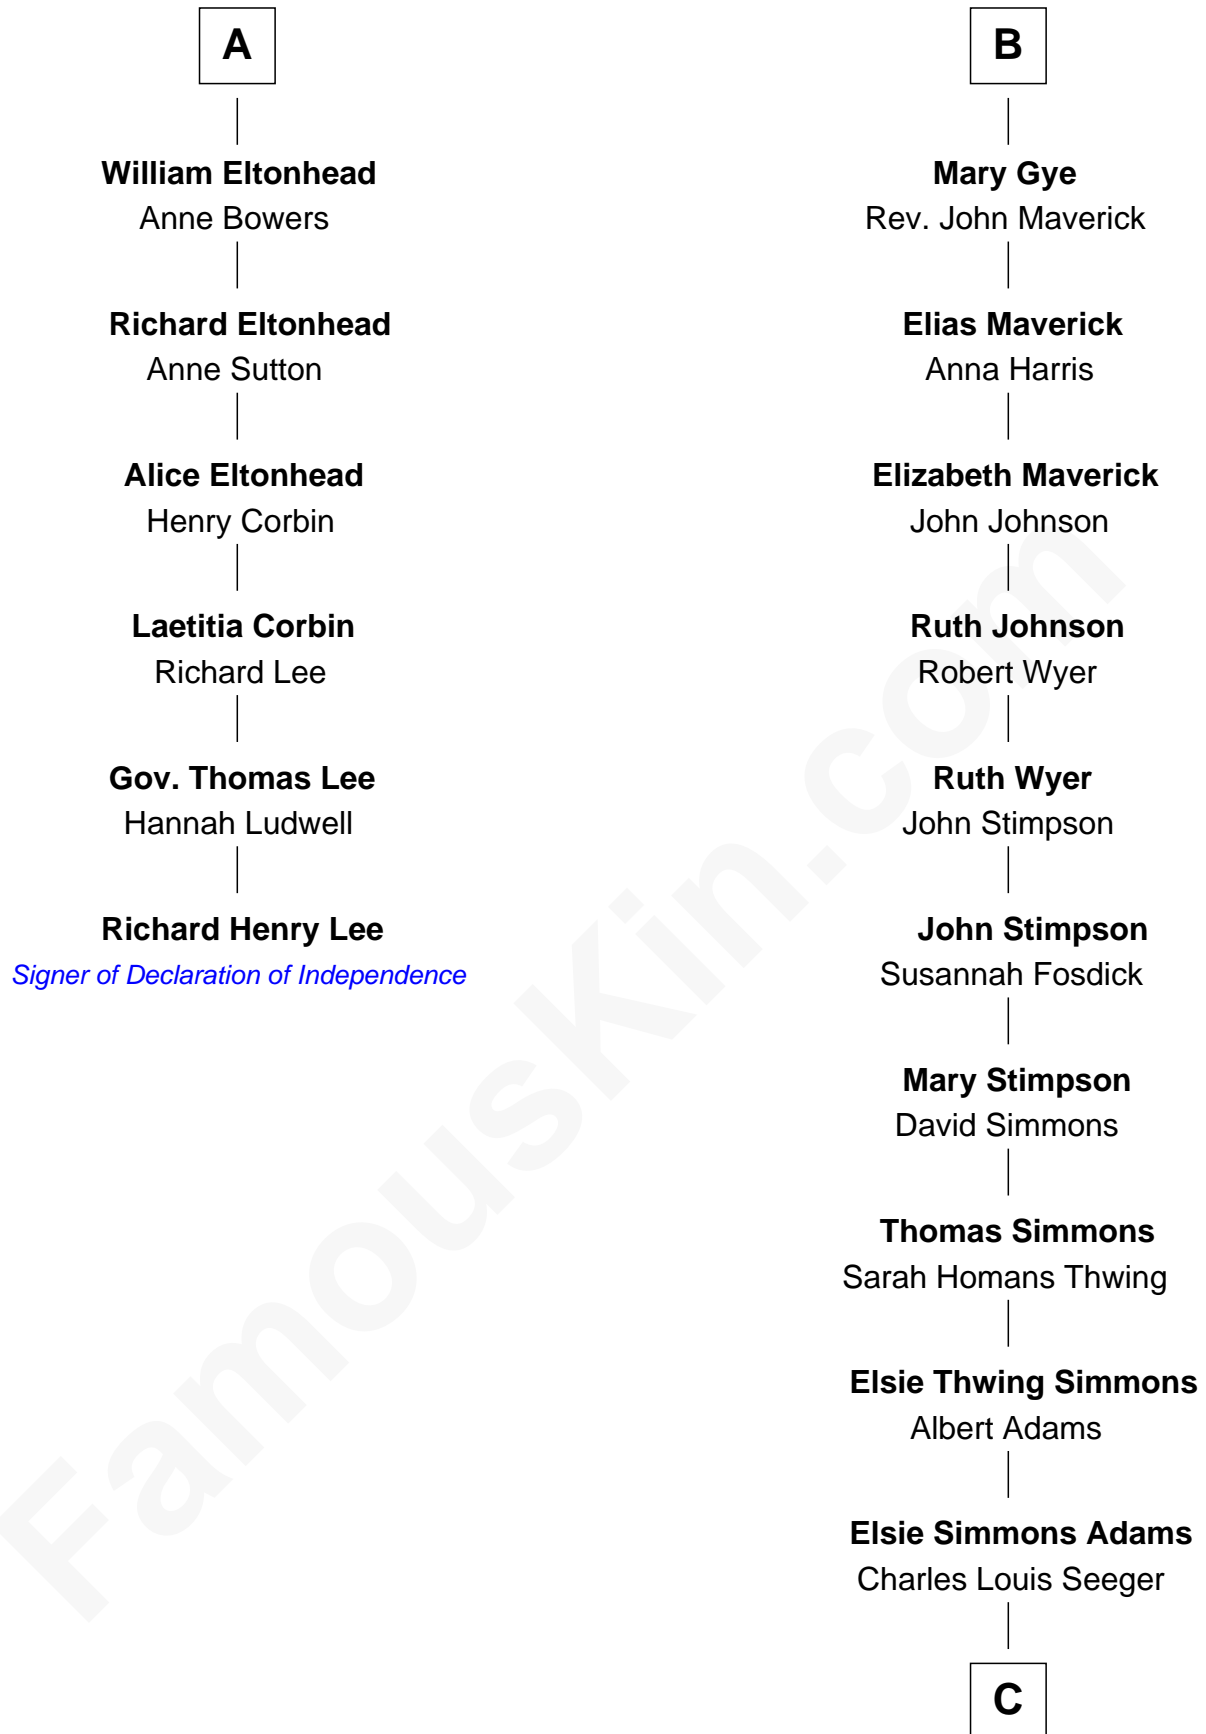 A
William Eltonhead
Anne Bowers
Richard Eltonhead
Anne Sutton
Alice Eltonhead
Henry Corbin
Laetitia Corbin
Richard Lee
Gov. Thomas Lee
Hannah Ludwell
Richard Henry Lee
Signer of Declaration of Independence
B
Mary Gye
Rev. John Maverick
Elias Maverick
Anna Harris
Elizabeth Maverick
John Johnson
Ruth Johnson
Robert Wyer
Ruth Wyer
John Stimpson
John Stimpson
Susannah Fosdick
Mary Stimpson
David Simmons
Thomas Simmons
Sarah Homans Thwing
Elsie Thwing Simmons
Albert Adams
Elsie Simmons Adams
Charles Louis Seeger
C
FamousKin.com